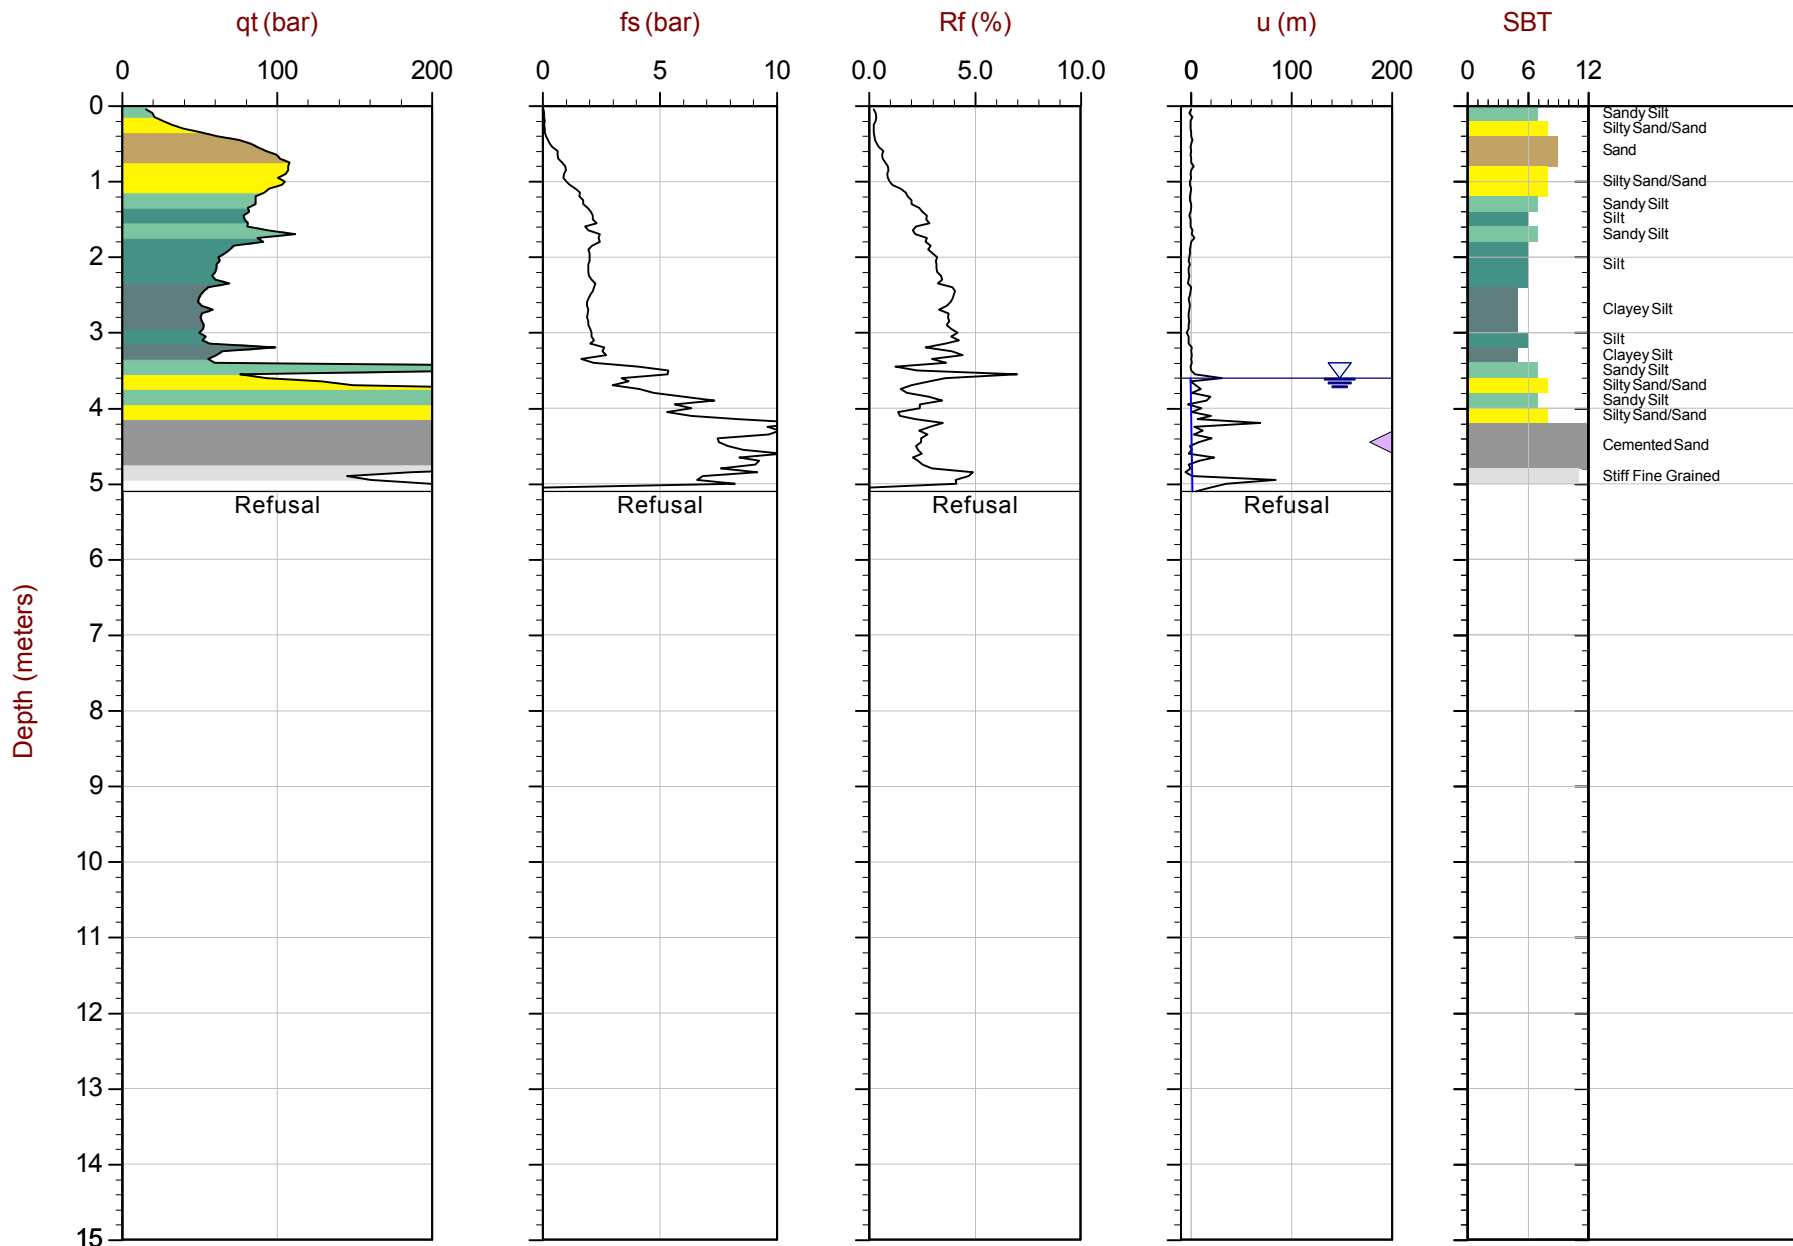 qt (bar) fs (bar) Rf (%) u (m) SBT
0 100 200 0 5 10 0.0 5.0 10.0 0 100 200 0 6 12
0
Sandy Silt
Silty Sand/Sand
Sand
1
Silty Sand/Sand
Sandy Silt
Silt
Sandy Silt
2
Silt
Clayey Silt
3
Silt
Clayey Silt
Sandy Silt
Silty Sand/Sand
Sandy Silt
4
Silty Sand/Sand
Cemented Sand
Stiff Fine Grained
5
Refusal Refusal Refusal Refusal
6
7
Depth (meters)
8
9
10
11
12
13
14
15